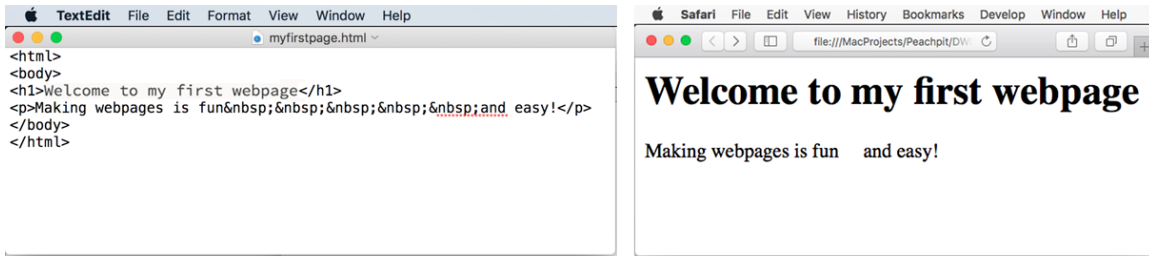 TextEdit File Edit Format View Window Help
myfirstpage.html
<html>
<body>
<h1>Welcome to my first webpage</h1>
<p>Making webpages is fun&nbsp;&nbsp;&nbsp;&nbsp;&nbsp;and easy!</p>
</body>
</html>
Safari File Edit View History Bookmarks Develop Window Help
file:///MacProjects/Peachpit/DW
Welcome to my first webpage
Making webpages is fun     and easy!